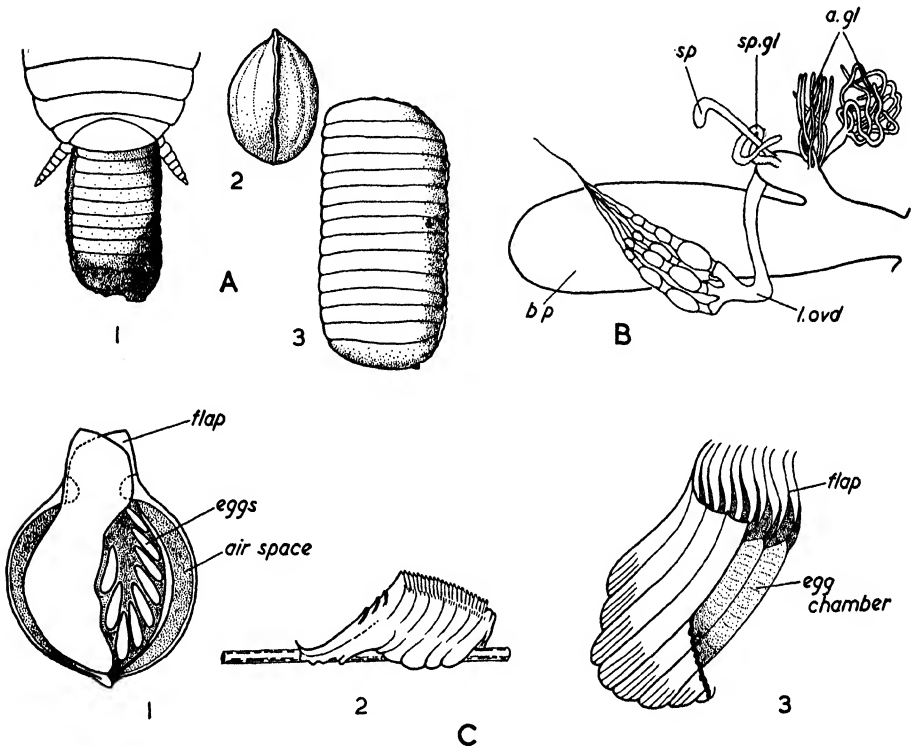 1
2
3
A
sp
sp.gl
a.gl
b p
l.ovd
B
flap
eggs
air space
1
2
flap
egg
chamber
3
C